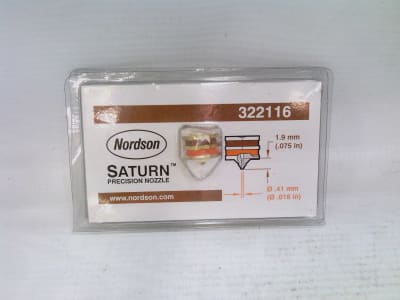 322116
Nordson
SATURN™
PRECISION NOZZLE
www.nordson.com
1.9 mm
(.075 in)
Ø .41 mm
(Ø .016 in)